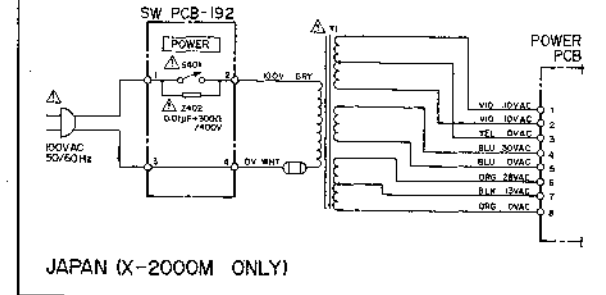 SW PCB-192
POWER
S401
1
2
Z402
0.01μF+300Ω
/400V
100VAC
50/60Hz
3
4
100V GRY
0V WHT
T1
POWER
PCB
VIO 10VAC 1
VIO 10VAC 2
YEL 0VAC 3
BLU 30VAC 4
BLU 0VAC 5
ORG 28VAC 6
BLK 13VAC 7
ORG 0VAC 8
JAPAN (X-2000M ONLY)